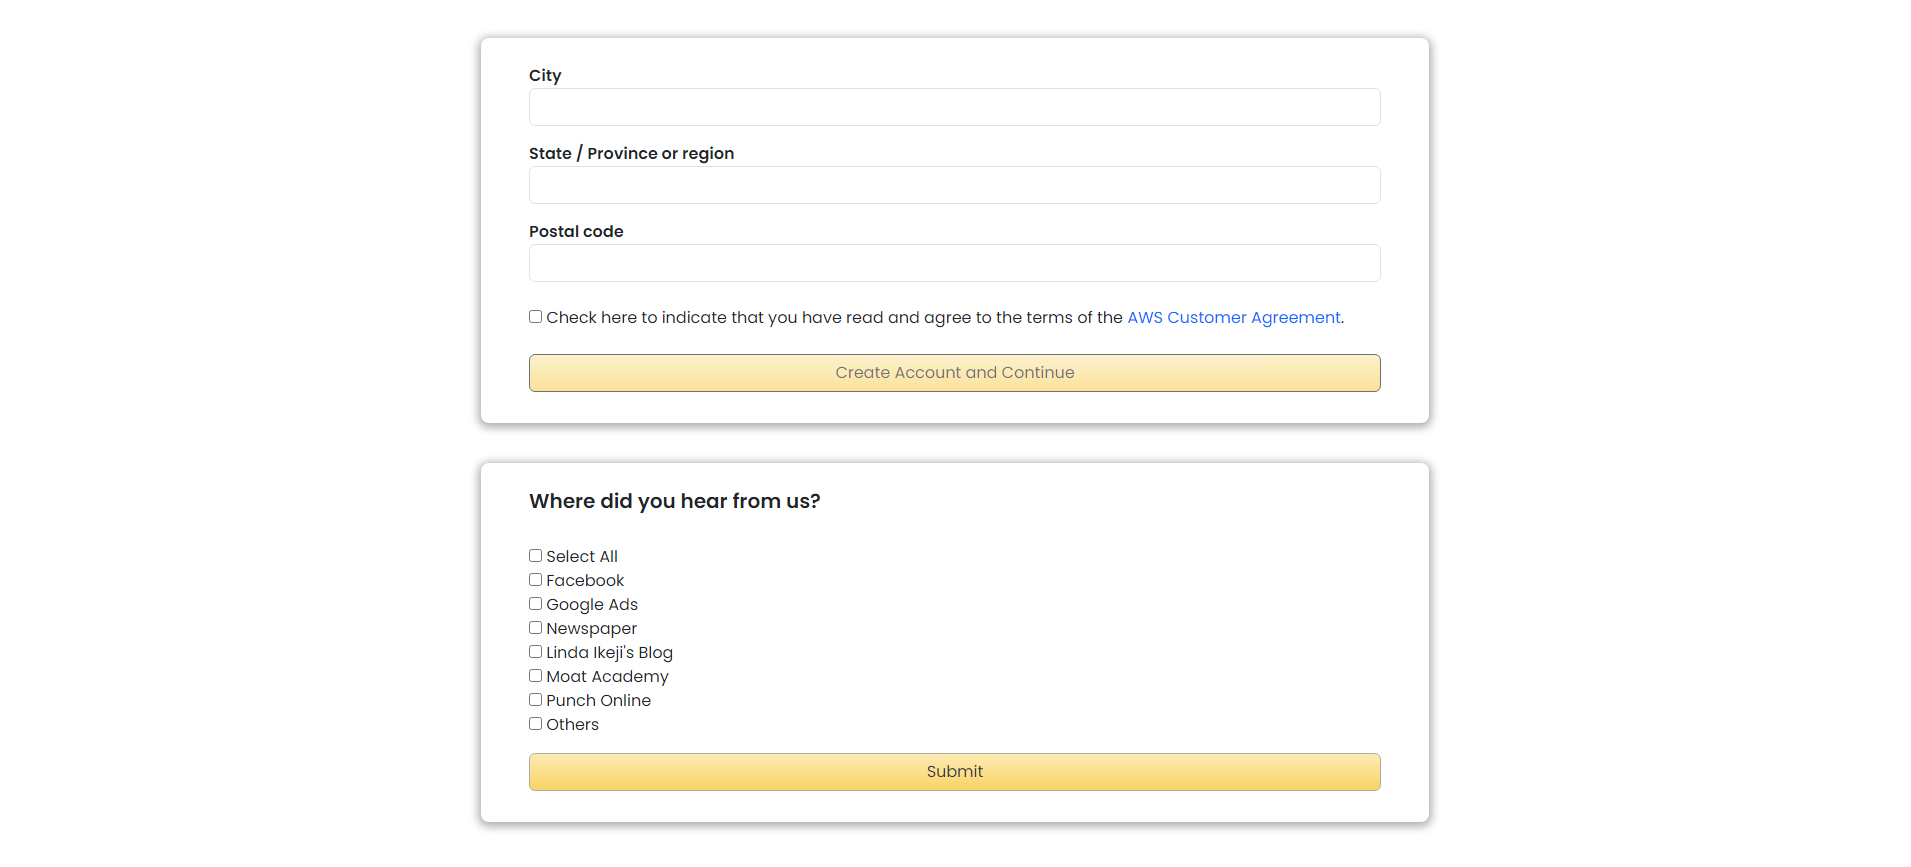 City
State / Province or region
Postal code
Check here to indicate that you have read and agree to the terms of the AWS Customer Agreement.
Create Account and Continue
Where did you hear from us?
Select All
Facebook
Google Ads
Newspaper
Linda Ikeji's Blog
Moat Academy
Punch Online
Others
Submit